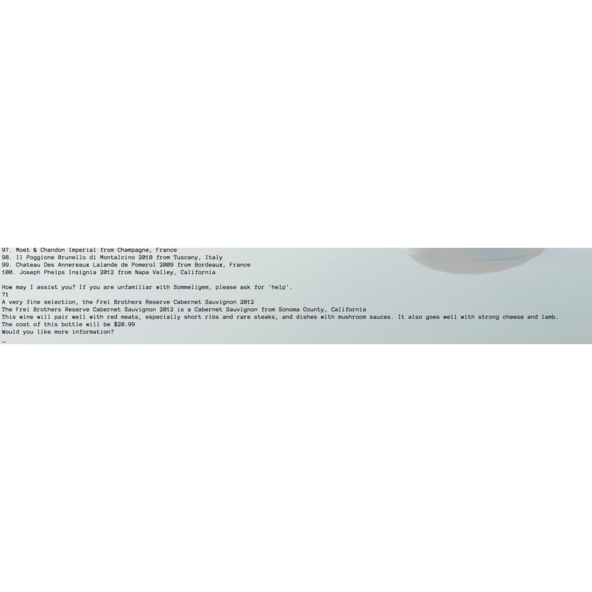 97. Moet & Chandon Imperial from Champagne, France
98. Il Poggione Brunello di Montalcino 2010 from Tuscany, Italy
99. Chateau Des Annereaux Lalande de Pomerol 2009 from Bordeaux, France
100. Joseph Phelps Insignia 2012 from Napa Valley, California
How may I assist you? If you are unfamiliar with Sommeligem, please ask for 'help'.
71
A very fine selection, the Frei Brothers Reserve Cabernet Sauvignon 2012
The Frei Brothers Reserve Cabernet Sauvignon 2012 is a Cabernet Sauvignon from Sonoma County, California
This wine will pair well with red meats, especially short ribs and rare steaks, and dishes with mushroom sauces. It also goes well with strong cheese and lamb.
The cost of this bottle will be $20.99
Would you like more information?
_